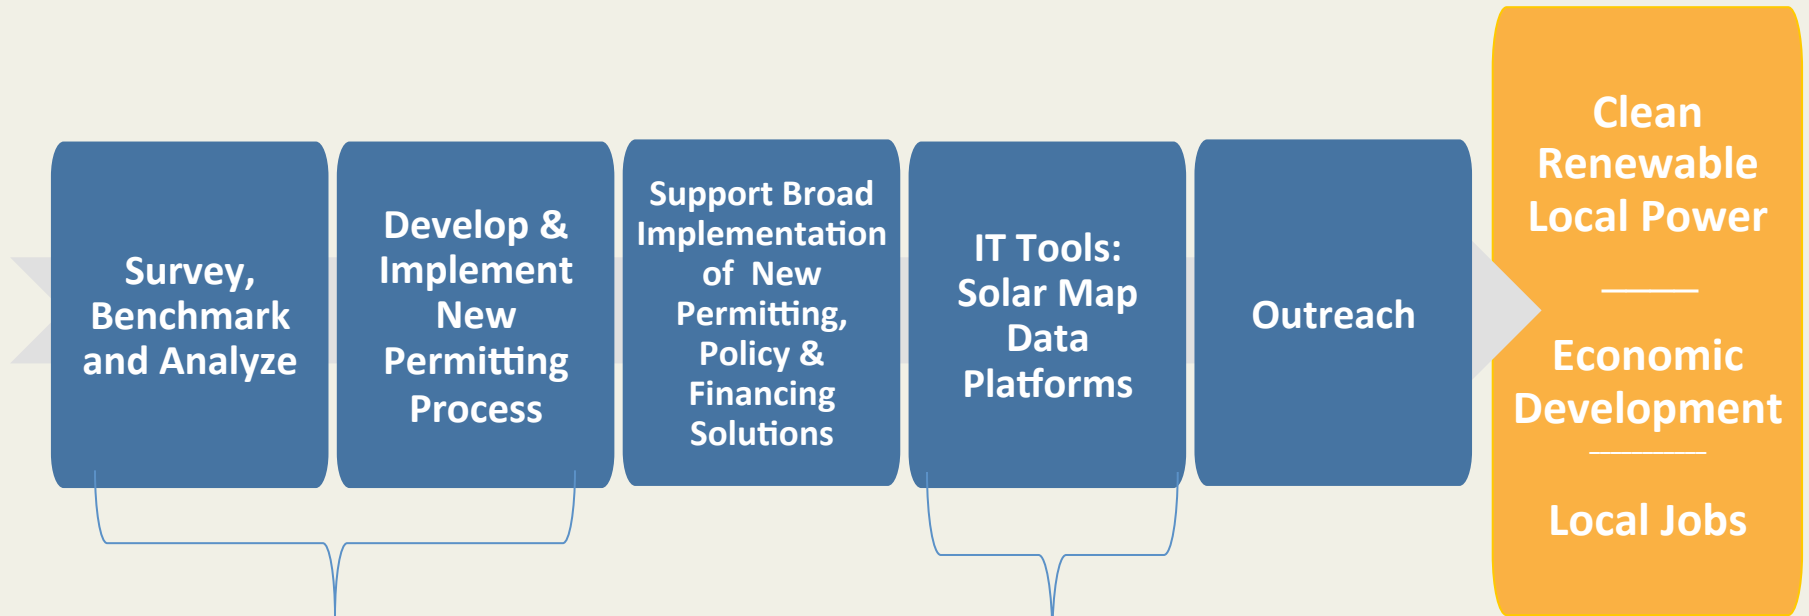 Survey,
Benchmark
and Analyze
Develop &
Implement
New
Permitting
Process
Support Broad
Implementation
of New
Permitting,
Policy &
Financing
Solutions
IT Tools:
Solar Map
Data
Platforms
Outreach
Clean
Renewable
Local Power
Economic
Development
Local Jobs